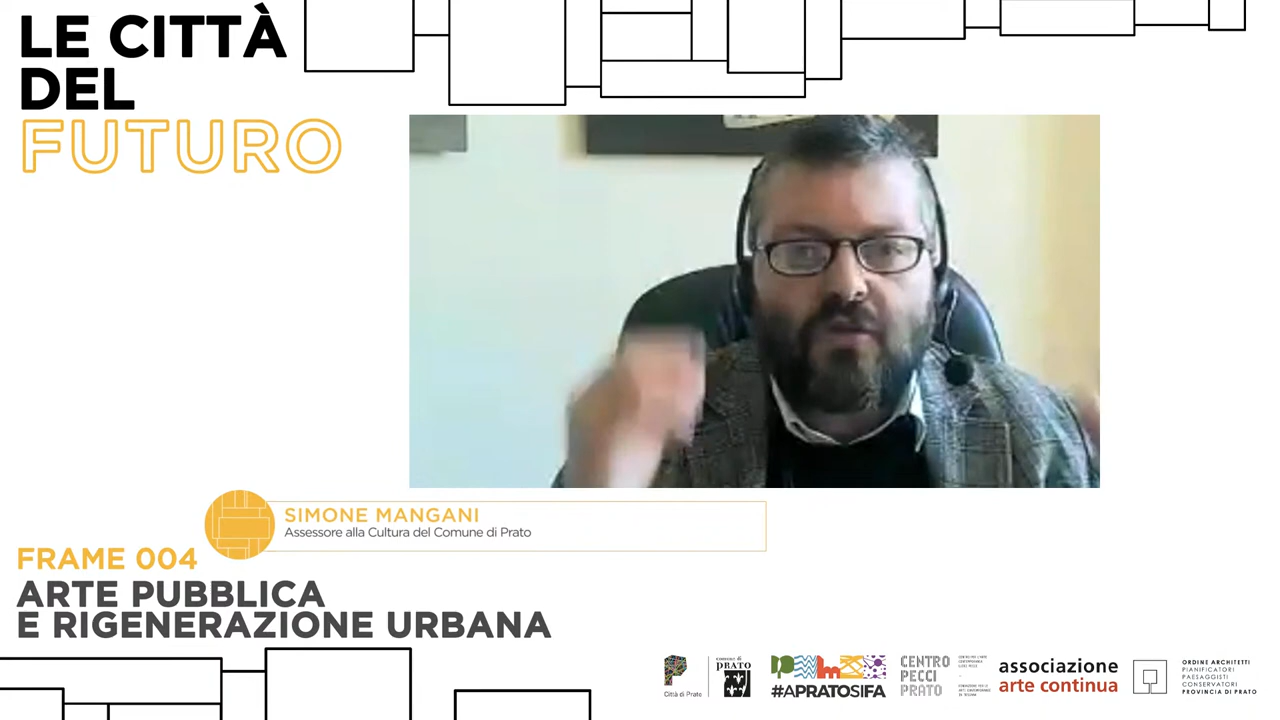 LE CITTÀ
DEL
FUTURO
SIMONE MANGANI
Assessore alla Cultura del Comune di Prato
FRAME 004
ARTE PUBBLICA
E RIGENERAZIONE URBANA
Città di Prato
COMUNE di
PRATO
#APRATOSIFA
CENTRO
PECCI
PRATO
associazione
arte continua
ORDINE ARCHITETTI
PIANIFICATORI
PAESAGGISTI
CONSERVATORI
PROVINCIA DI PRATO